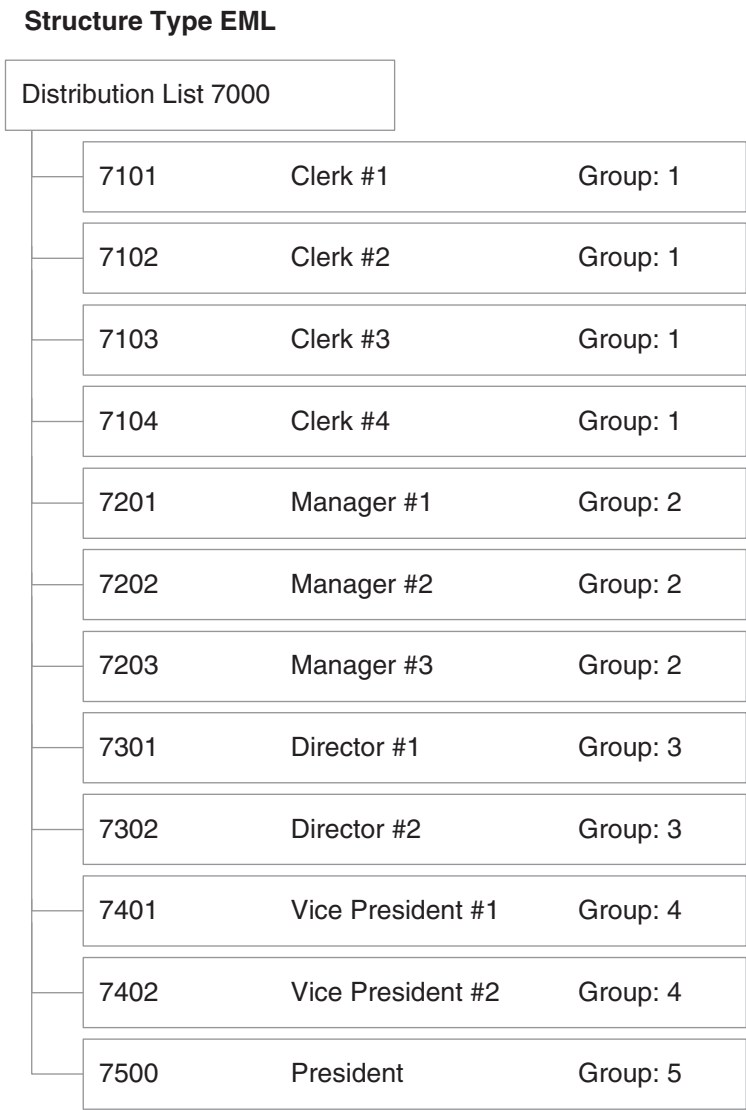 Structure Type EML
Distribution List 7000
7101 Clerk #1 Group: 1
7102 Clerk #2 Group: 1
7103 Clerk #3 Group: 1
7104 Clerk #4 Group: 1
7201 Manager #1 Group: 2
7202 Manager #2 Group: 2
7203 Manager #3 Group: 2
7301 Director #1 Group: 3
7302 Director #2 Group: 3
7401 Vice President #1 Group: 4
7402 Vice President #2 Group: 4
7500 President Group: 5